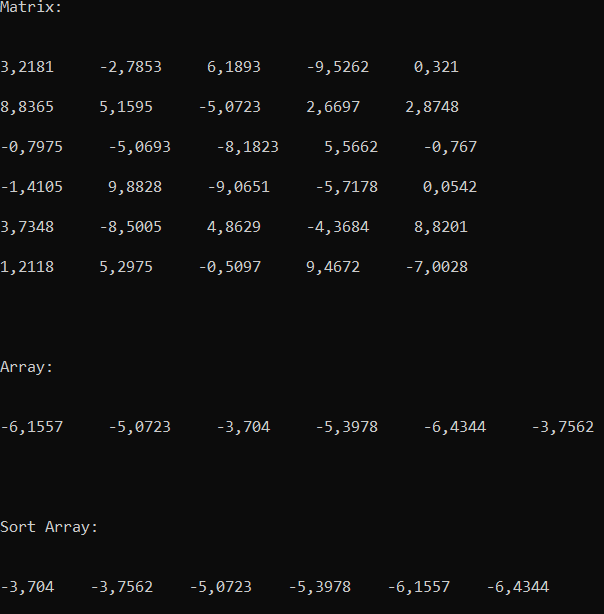 Matrix:
3,2181 -2,7853 6,1893 -9,5262 0,321
8,8365 5,1595 -5,0723 2,6697 2,8748
-0,7975 -5,0693 -8,1823 5,5662 -0,767
-1,4105 9,8828 -9,0651 -5,7178 0,0542
3,7348 -8,5005 4,8629 -4,3684 8,8201
1,2118 5,2975 -0,5097 9,4672 -7,0028
Array:
-6,1557 -5,0723 -3,704 -5,3978 -6,4344 -3,7562
Sort Array:
-3,704 -3,7562 -5,0723 -5,3978 -6,1557 -6,4344